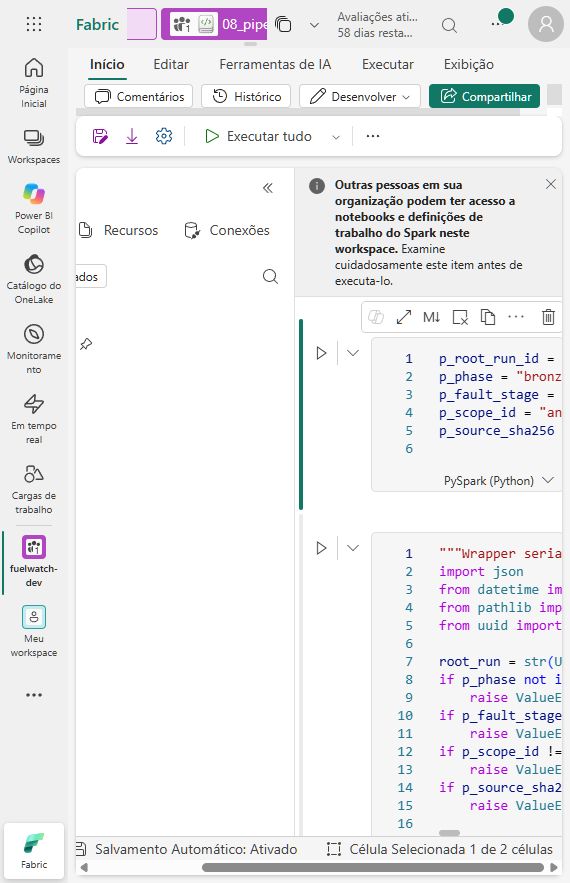 Fabric
08_pipe
Avaliações ati...
58 dias resta...
Início
Editar
Ferramentas de IA
Executar
Exibição
Comentários
Histórico
Desenvolver
Compartilhar
Executar tudo
Página
Inicial
Workspaces
Power BI
Copilot
Catálogo do
OneLake
Monitorame
nto
Em tempo
real
Cargas de
trabalho
fuelwatch-
dev
Meu
workspace
Fabric
Recursos
Conexões
ados
Outras pessoas em sua
organização podem ter acesso a
notebooks e definições de
trabalho do Spark neste
workspace. Examine
cuidadosamente este item antes de
executa-lo.
M↓
1 p_root_run_id =
2 p_phase = "bronz
3 p_fault_stage =
4 p_scope_id = "an
5 p_source_sha256
6
PySpark (Python)
1 """Wrapper seria
2 import json
3 from datetime im
4 from pathlib imp
5 from uuid import
6
7 root_run = str(U
8 if p_phase not i
9 raise ValueE
10 if p_fault_stage
11 raise ValueE
12 if p_scope_id !=
13 raise ValueE
14 if p_source_sha2
15 raise ValueE
16
Salvamento Automático: Ativado
Célula Selecionada 1 de 2 células